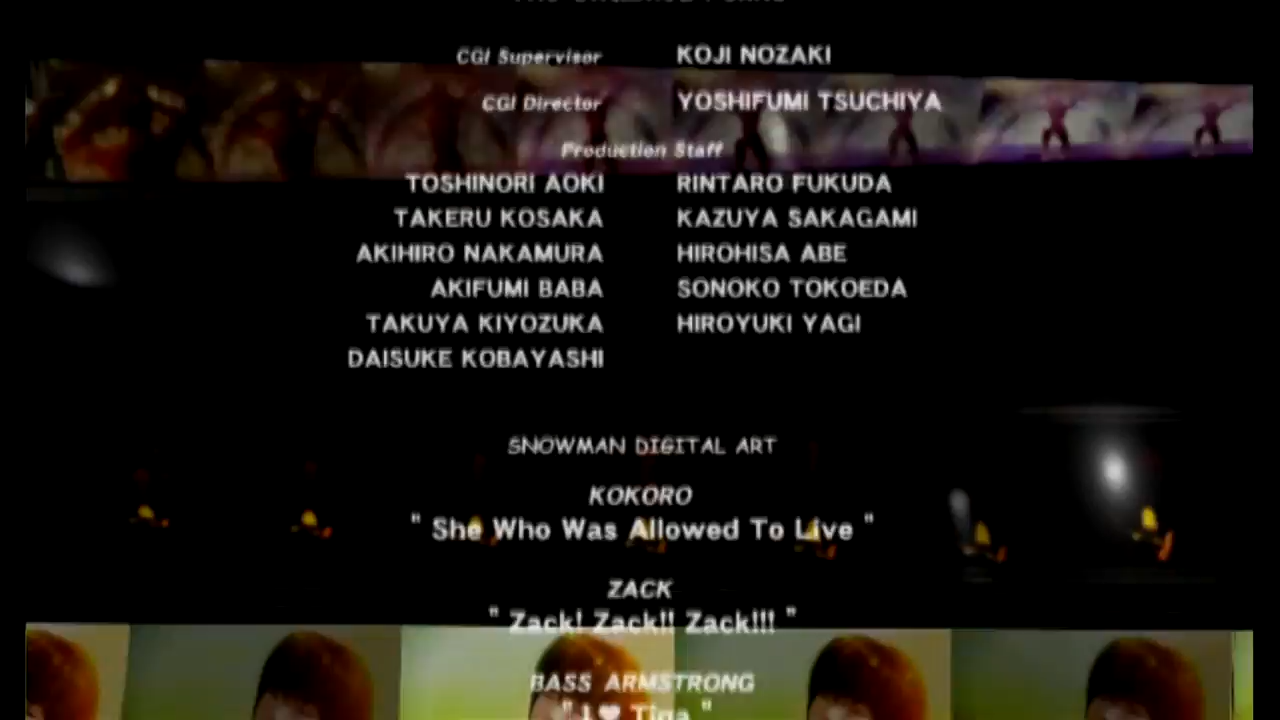 CGI Supervisor KOJI NOZAKI
CGI Director YOSHIFUMI TSUCHIYA
Production Staff
TOSHINORI AOKI RINTARO FUKUDA
TAKERU KOSAKA KAZUYA SAKAGAMI
AKIHIRO NAKAMURA HIROHISA ABE
AKIFUMI BABA SONOKO TOKOEDA
TAKUYA KIYOZUKA HIROYUKI YAGI
DAISUKE KOBAYASHI
SNOWMAN DIGITAL ART
KOKORO
" She Who Was Allowed To Live "
ZACK
" Zack! Zack!! Zack!!! "
BASS ARMSTRONG
" I ♥ Tina "